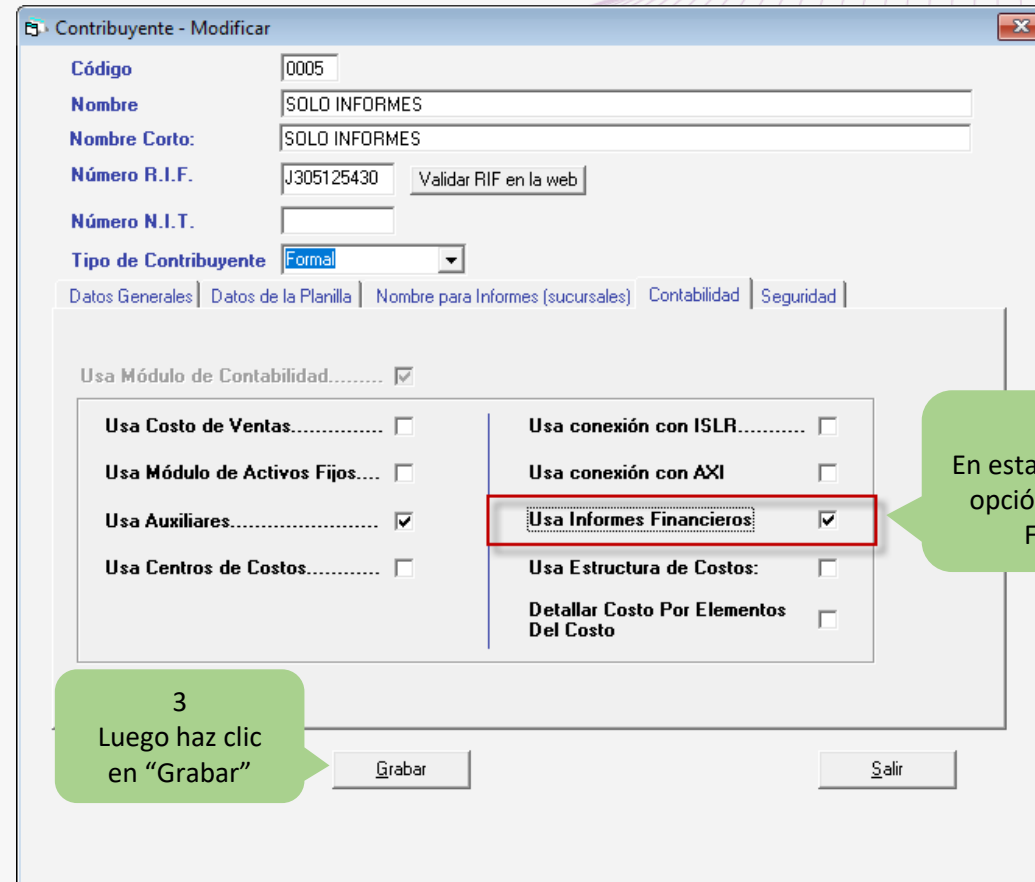 Contribuyente - Modificar
Código 0005
Nombre SOLO INFORMES
Nombre Corto: SOLO INFORMES
Número R.I.F. J305125430 Validar RIF en la web
Número N.I.T.
Tipo de Contribuyente Formal
Datos Generales Datos de la Planilla Nombre para Informes (sucursales) Contabilidad Seguridad
Usa Módulo de Contabilidad.........
Usa Costo de Ventas............... Usa conexión con ISLR...........
Usa Módulo de Activos Fijos.... Usa conexión con AXI
Usa Auxiliares....................... Usa Informes Financieros
Usa Centros de Costos............ Usa Estructura de Costos:
Detallar Costo Por Elementos
Del Costo
En esta
opció
F
3
Luego haz clic
en “Grabar”
Grabar Salir